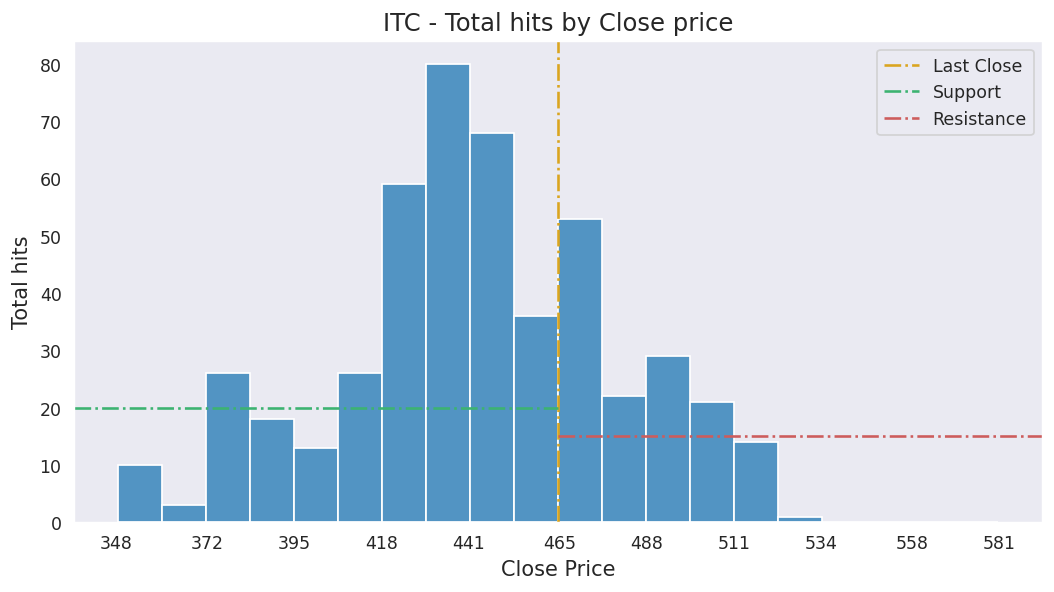 ITC - Total hits by Close price
Last Close
Support
Resistance
Total hits
80
70
60
50
40
30
20
10
0
348 372 395 418 441 465 488 511 534 558 581
Close Price